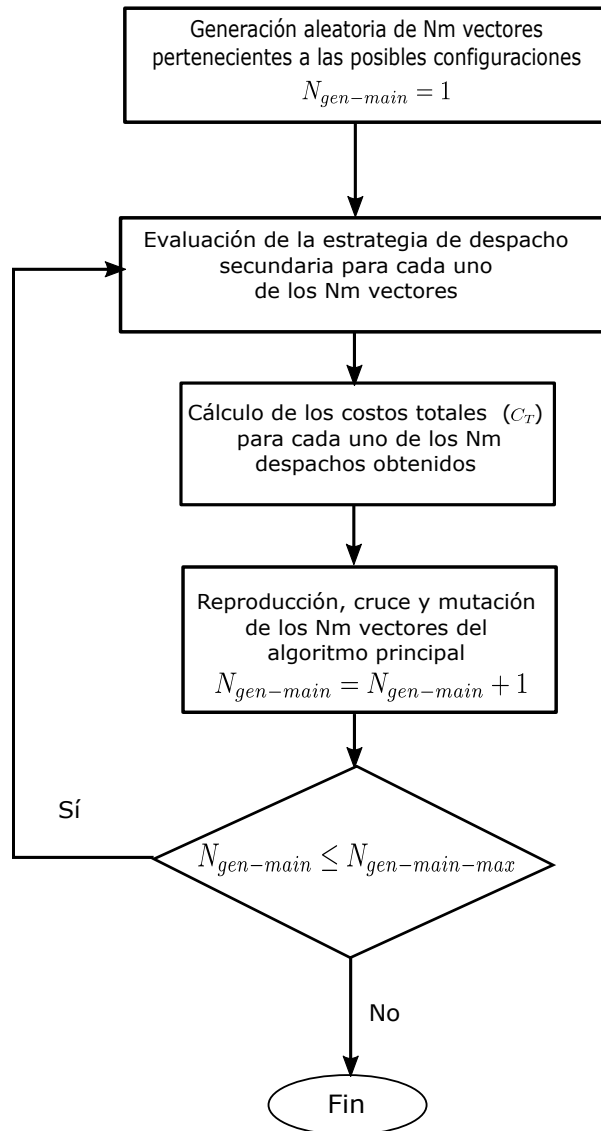 Generación aleatoria de Nm vectores
pertenecientes a las posibles configuraciones
N_{gen-main} = 1
Evaluación de la estrategia de despacho
secundaria para cada uno
de los Nm vectores
Cálculo de los costos totales (C_T)
para cada uno de los Nm
despachos obtenidos
Reproducción, cruce y mutación
de los Nm vectores del
algoritmo principal
N_{gen-main} = N_{gen-main} + 1
Sí
N_{gen-main} ≤ N_{gen-main-max}
No
Fin